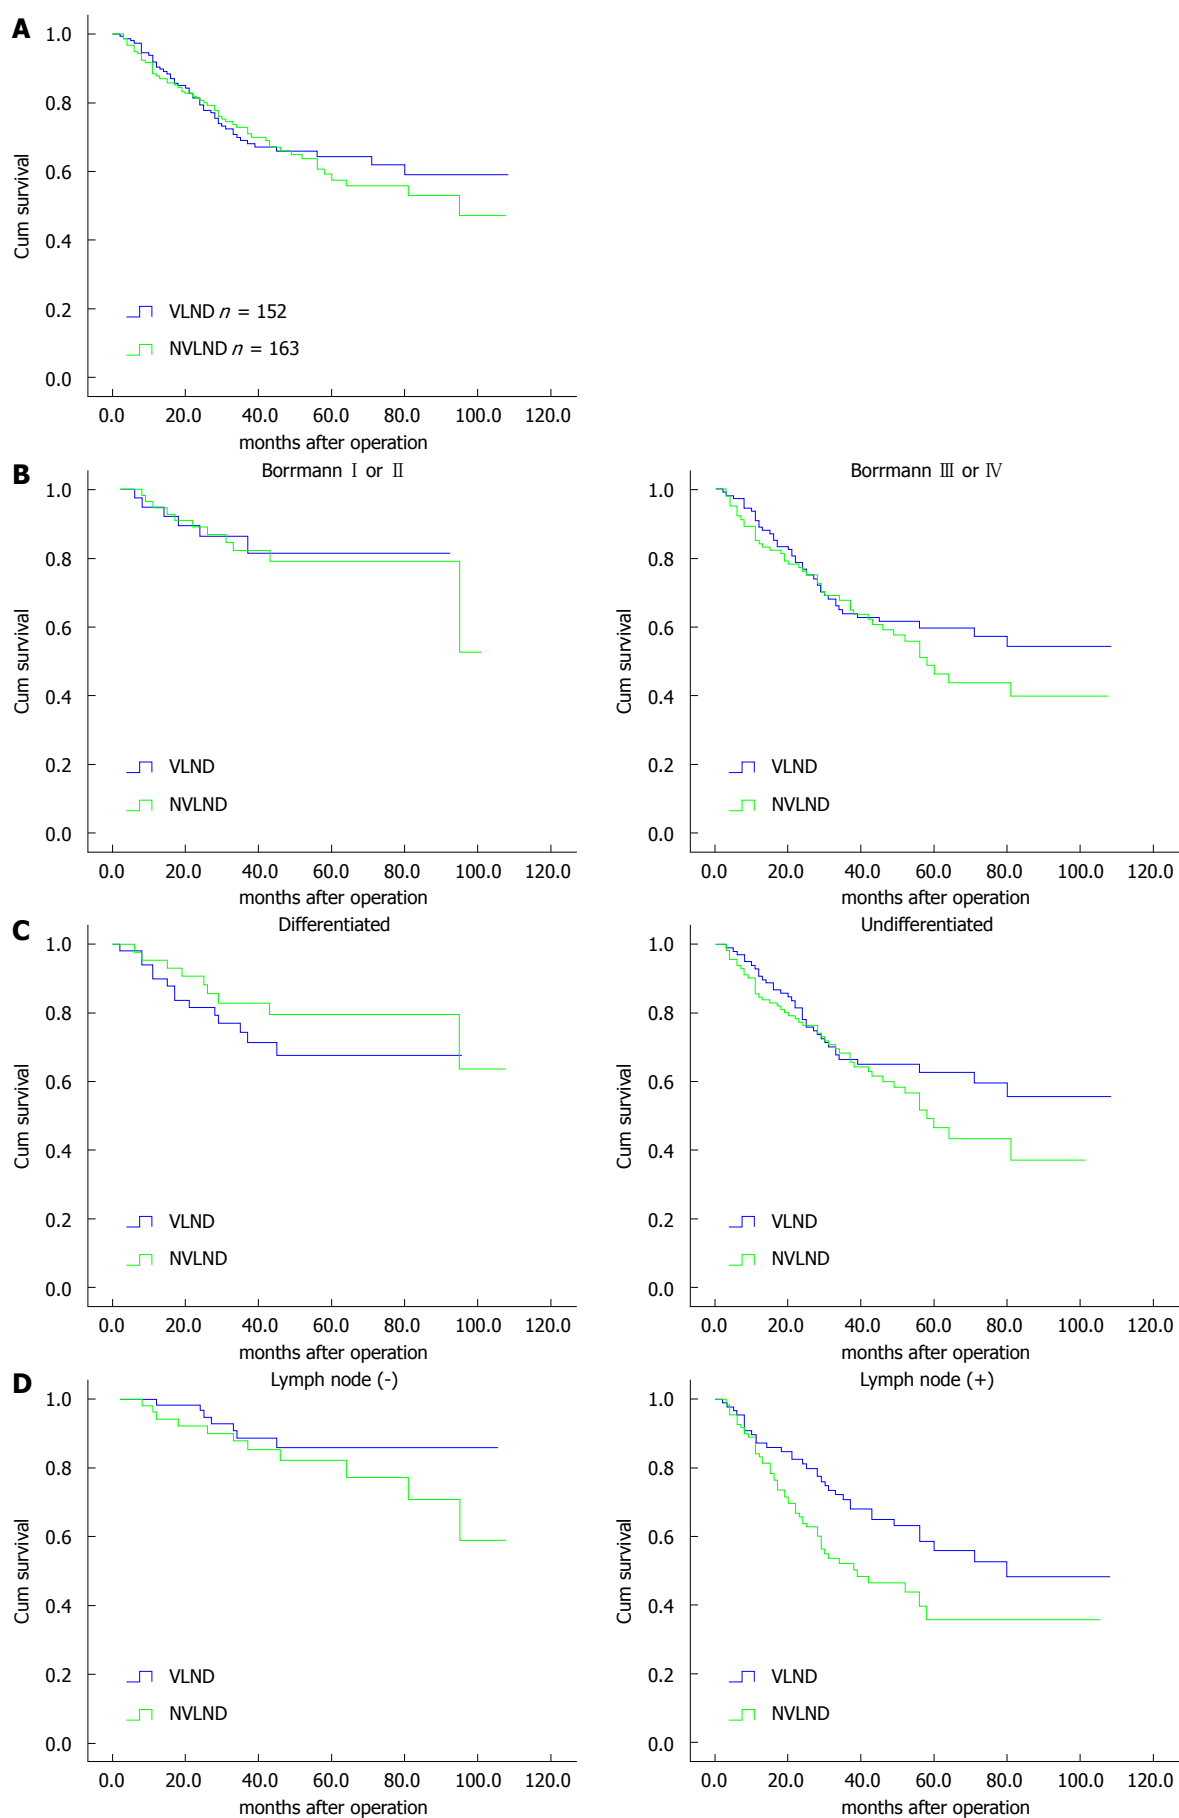 A
1.0
0.8
0.6
0.4
0.2
0.0
Cum survival
VLND n = 152
NVLND n = 163
0.0 20.0 40.0 60.0 80.0 100.0 120.0
months after operation
B
Borrmann Ⅰ or Ⅱ
1.0
0.8
0.6
0.4
0.2
0.0
Cum survival
VLND
NVLND
0.0 20.0 40.0 60.0 80.0 100.0 120.0
months after operation
Borrmann Ⅲ or Ⅳ
1.0
0.8
0.6
0.4
0.2
0.0
Cum survival
VLND
NVLND
0.0 20.0 40.0 60.0 80.0 100.0 120.0
months after operation
C
Differentiated
1.0
0.8
0.6
0.4
0.2
0.0
Cum survival
VLND
NVLND
0.0 20.0 40.0 60.0 80.0 100.0 120.0
months after operation
Undifferentiated
1.0
0.8
0.6
0.4
0.2
0.0
Cum survival
VLND
NVLND
0.0 20.0 40.0 60.0 80.0 100.0 120.0
months after operation
D
Lymph node (-)
1.0
0.8
0.6
0.4
0.2
0.0
Cum survival
VLND
NVLND
0.0 20.0 40.0 60.0 80.0 100.0 120.0
months after operation
Lymph node (+)
1.0
0.8
0.6
0.4
0.2
0.0
Cum survival
VLND
NVLND
0.0 20.0 40.0 60.0 80.0 100.0 120.0
months after operation